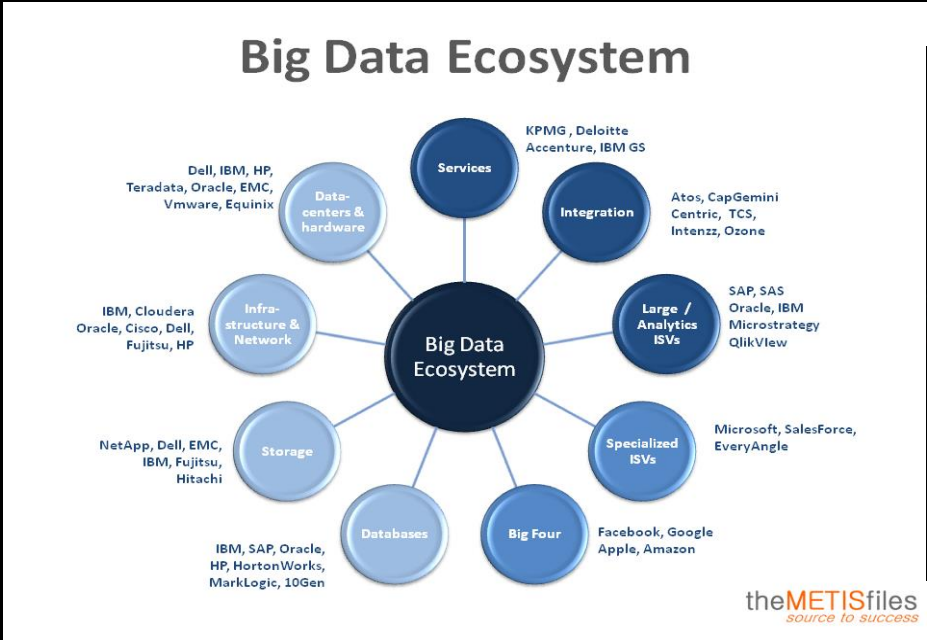 Big Data Ecosystem
Services
KPMG , Deloitte
Accenture, IBM GS
Integration
Atos, CapGemini
Centric, TCS,
Intenzz, Ozone
Large /
Analytics
ISVs
SAP, SAS
Oracle, IBM
Microstrategy
QlikVIew
Specialized
ISVs
Microsoft, SalesForce,
EveryAngle
Big Four
Facebook, Google
Apple, Amazon
Databases
IBM, SAP, Oracle,
HP, HortonWorks,
MarkLogic, 10Gen
Storage
NetApp, Dell, EMC,
IBM, Fujitsu,
Hitachi
Infra-
structure &
Network
IBM, Cloudera
Oracle, Cisco, Dell,
Fujitsu, HP
Data-
centers &
hardware
Dell, IBM, HP,
Teradata, Oracle, EMC,
Vmware, Equinix
Big Data
Ecosystem
theMETISfiles
source to success